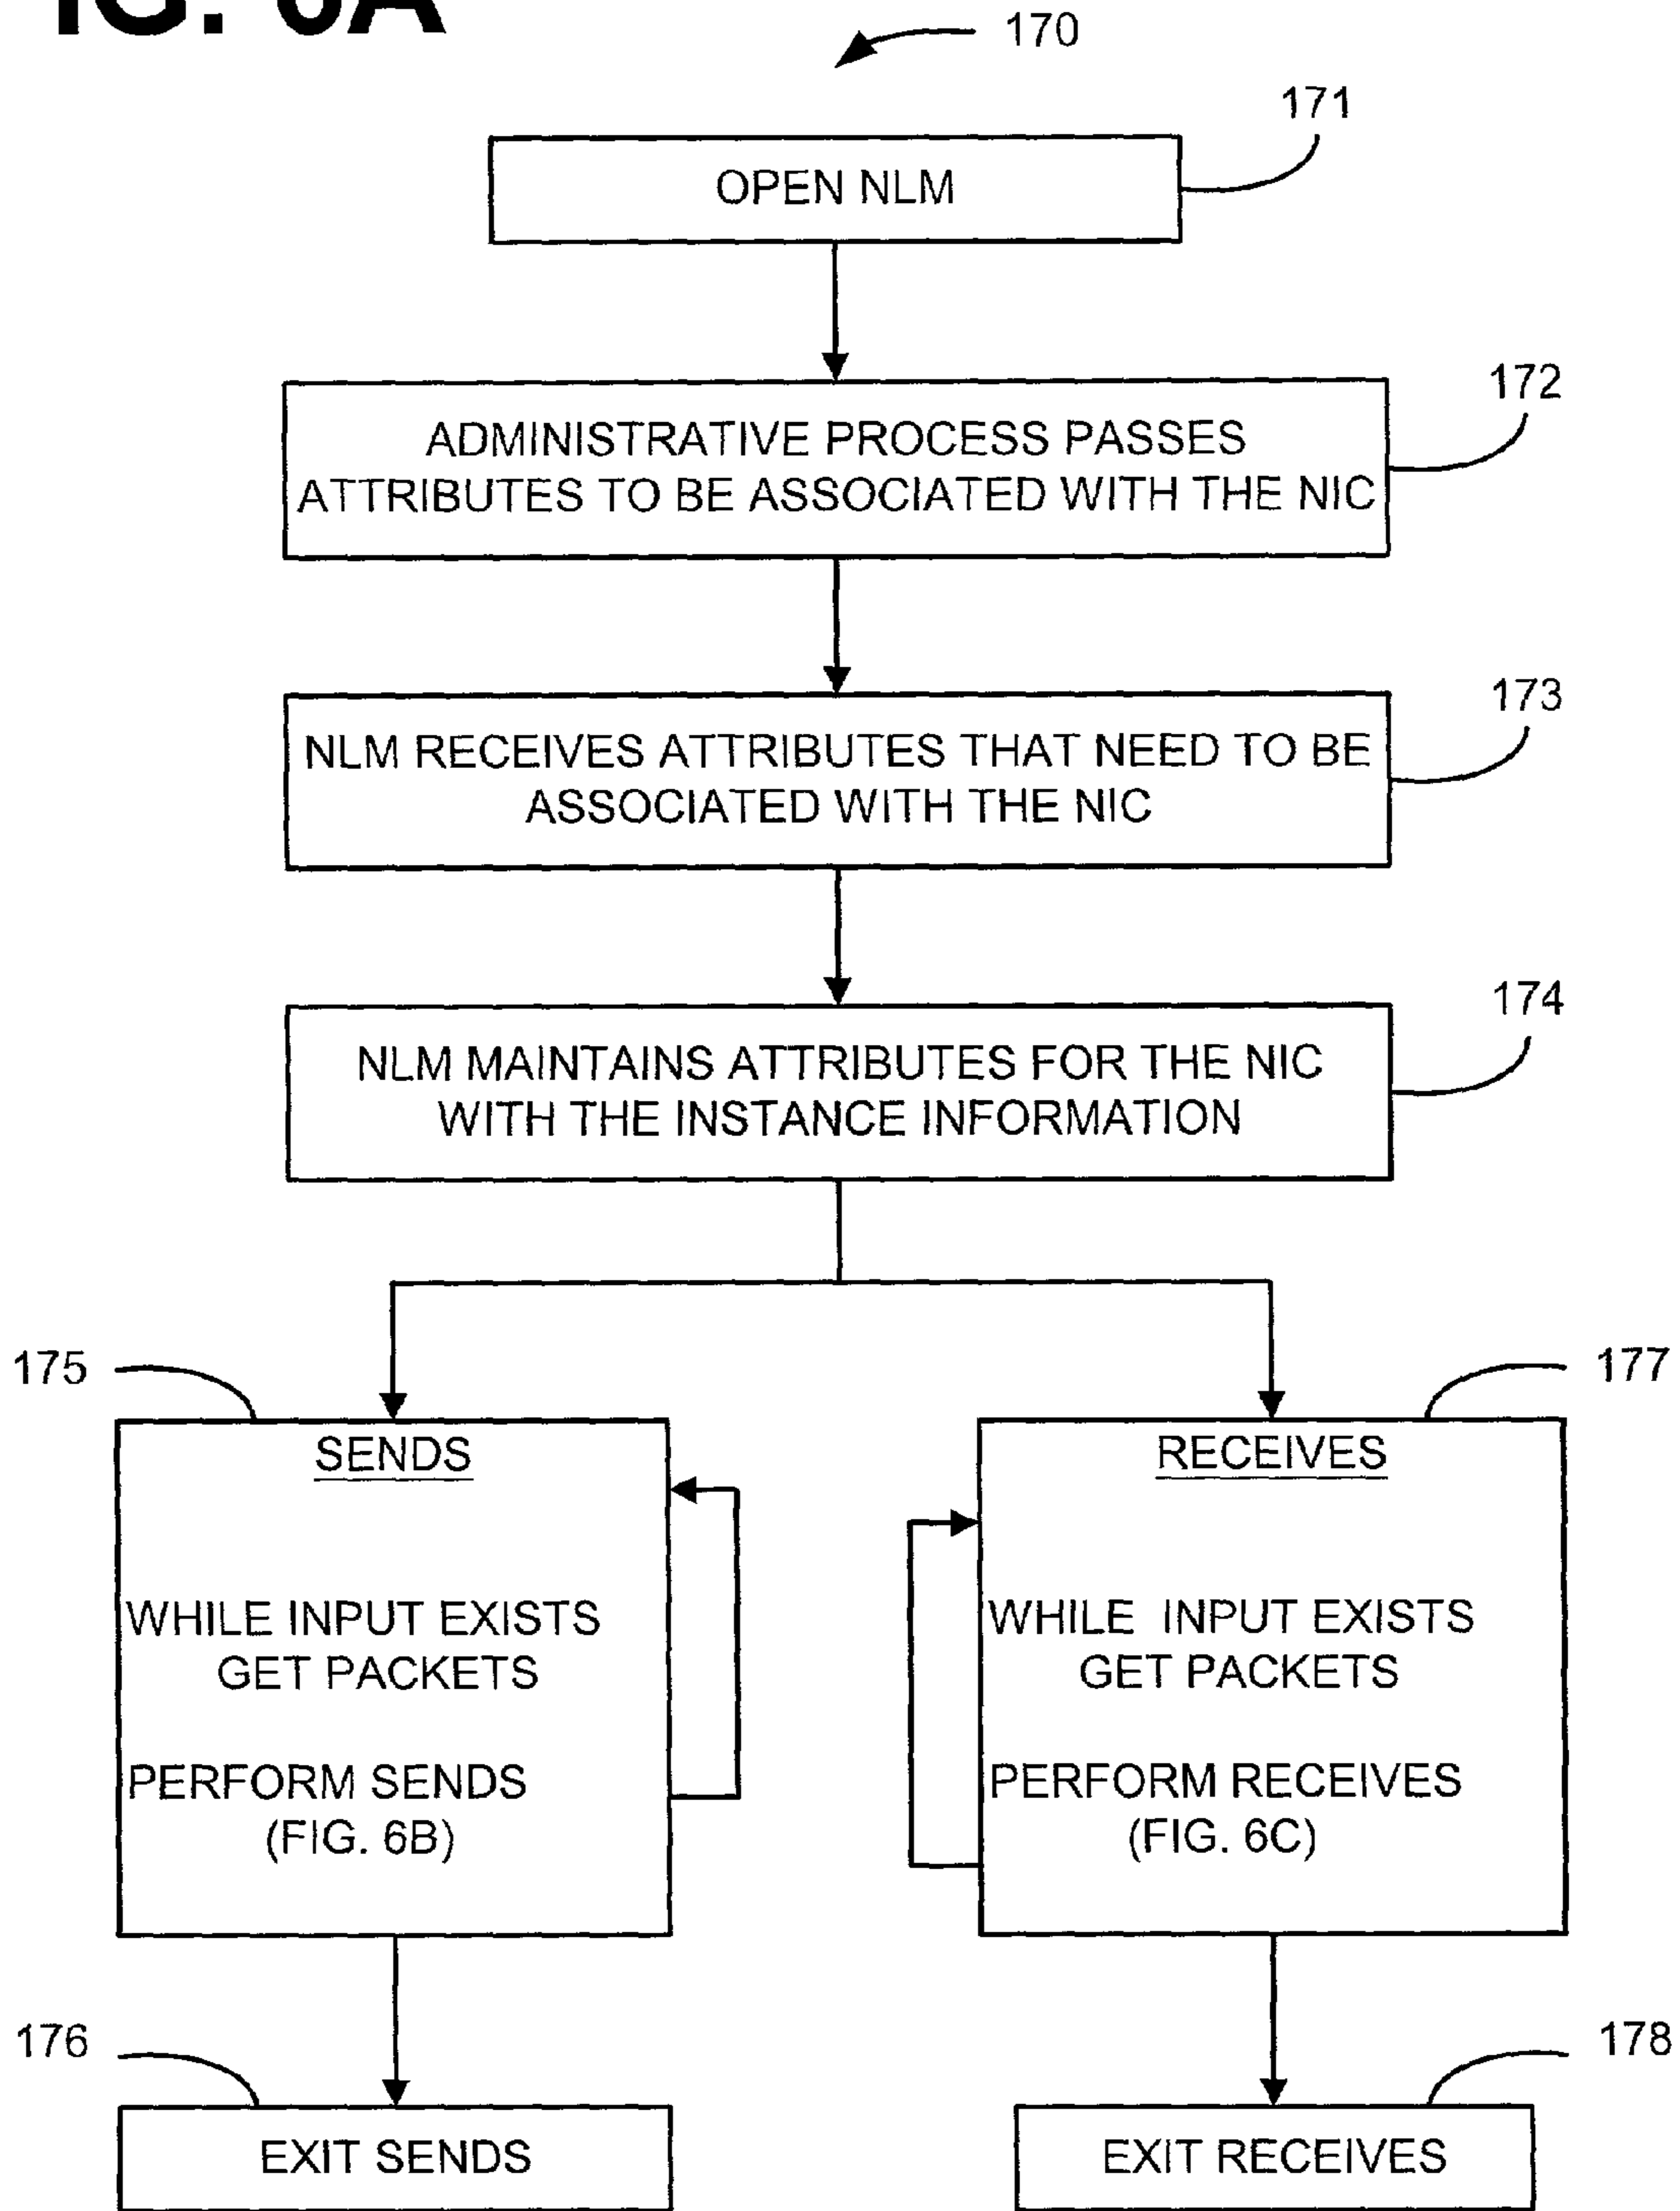 IG. 6A
170
171
OPEN NLM
172
ADMINISTRATIVE PROCESS PASSES
ATTRIBUTES TO BE ASSOCIATED WITH THE NIC
173
NLM RECEIVES ATTRIBUTES THAT NEED TO BE
ASSOCIATED WITH THE NIC
174
NLM MAINTAINS ATTRIBUTES FOR THE NIC
WITH THE INSTANCE INFORMATION
175
SENDS
WHILE INPUT EXISTS
GET PACKETS
PERFORM SENDS
(FIG. 6B)
177
RECEIVES
WHILE INPUT EXISTS
GET PACKETS
PERFORM RECEIVES
(FIG. 6C)
176
EXIT SENDS
178
EXIT RECEIVES